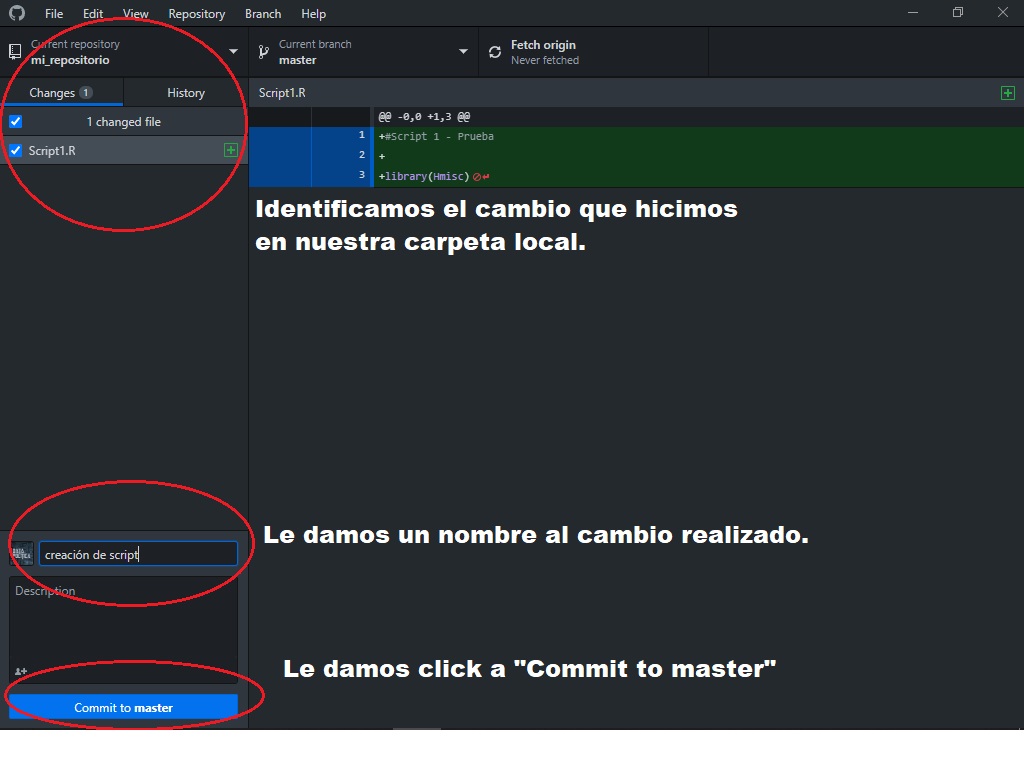 File Edit View Repository Branch Help
Current repository
mi_repositorio
Current branch
master
Fetch origin
Never fetched
Changes 1 History
1 changed file
Script1.R
Script1.R
@@ -0,0 +1,3 @@
1 +#Script 1 - Prueba
2 +
3 +library(Hmisc)
Identificamos el cambio que hicimos
en nuestra carpeta local.
Le damos un nombre al cambio realizado.
creación de script
Description
Le damos click a "Commit to master"
Commit to master